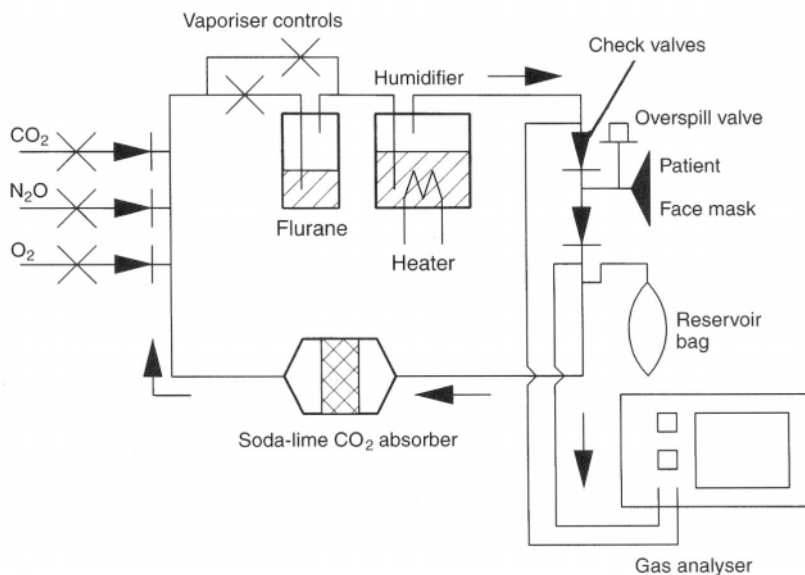 Vaporiser controls
Check valves
Humidifier
Overspill valve
CO₂
Patient
N₂O
Face mask
Flurane
O₂
Heater
Reservoir
bag
Soda-lime CO₂ absorber
Gas analyser